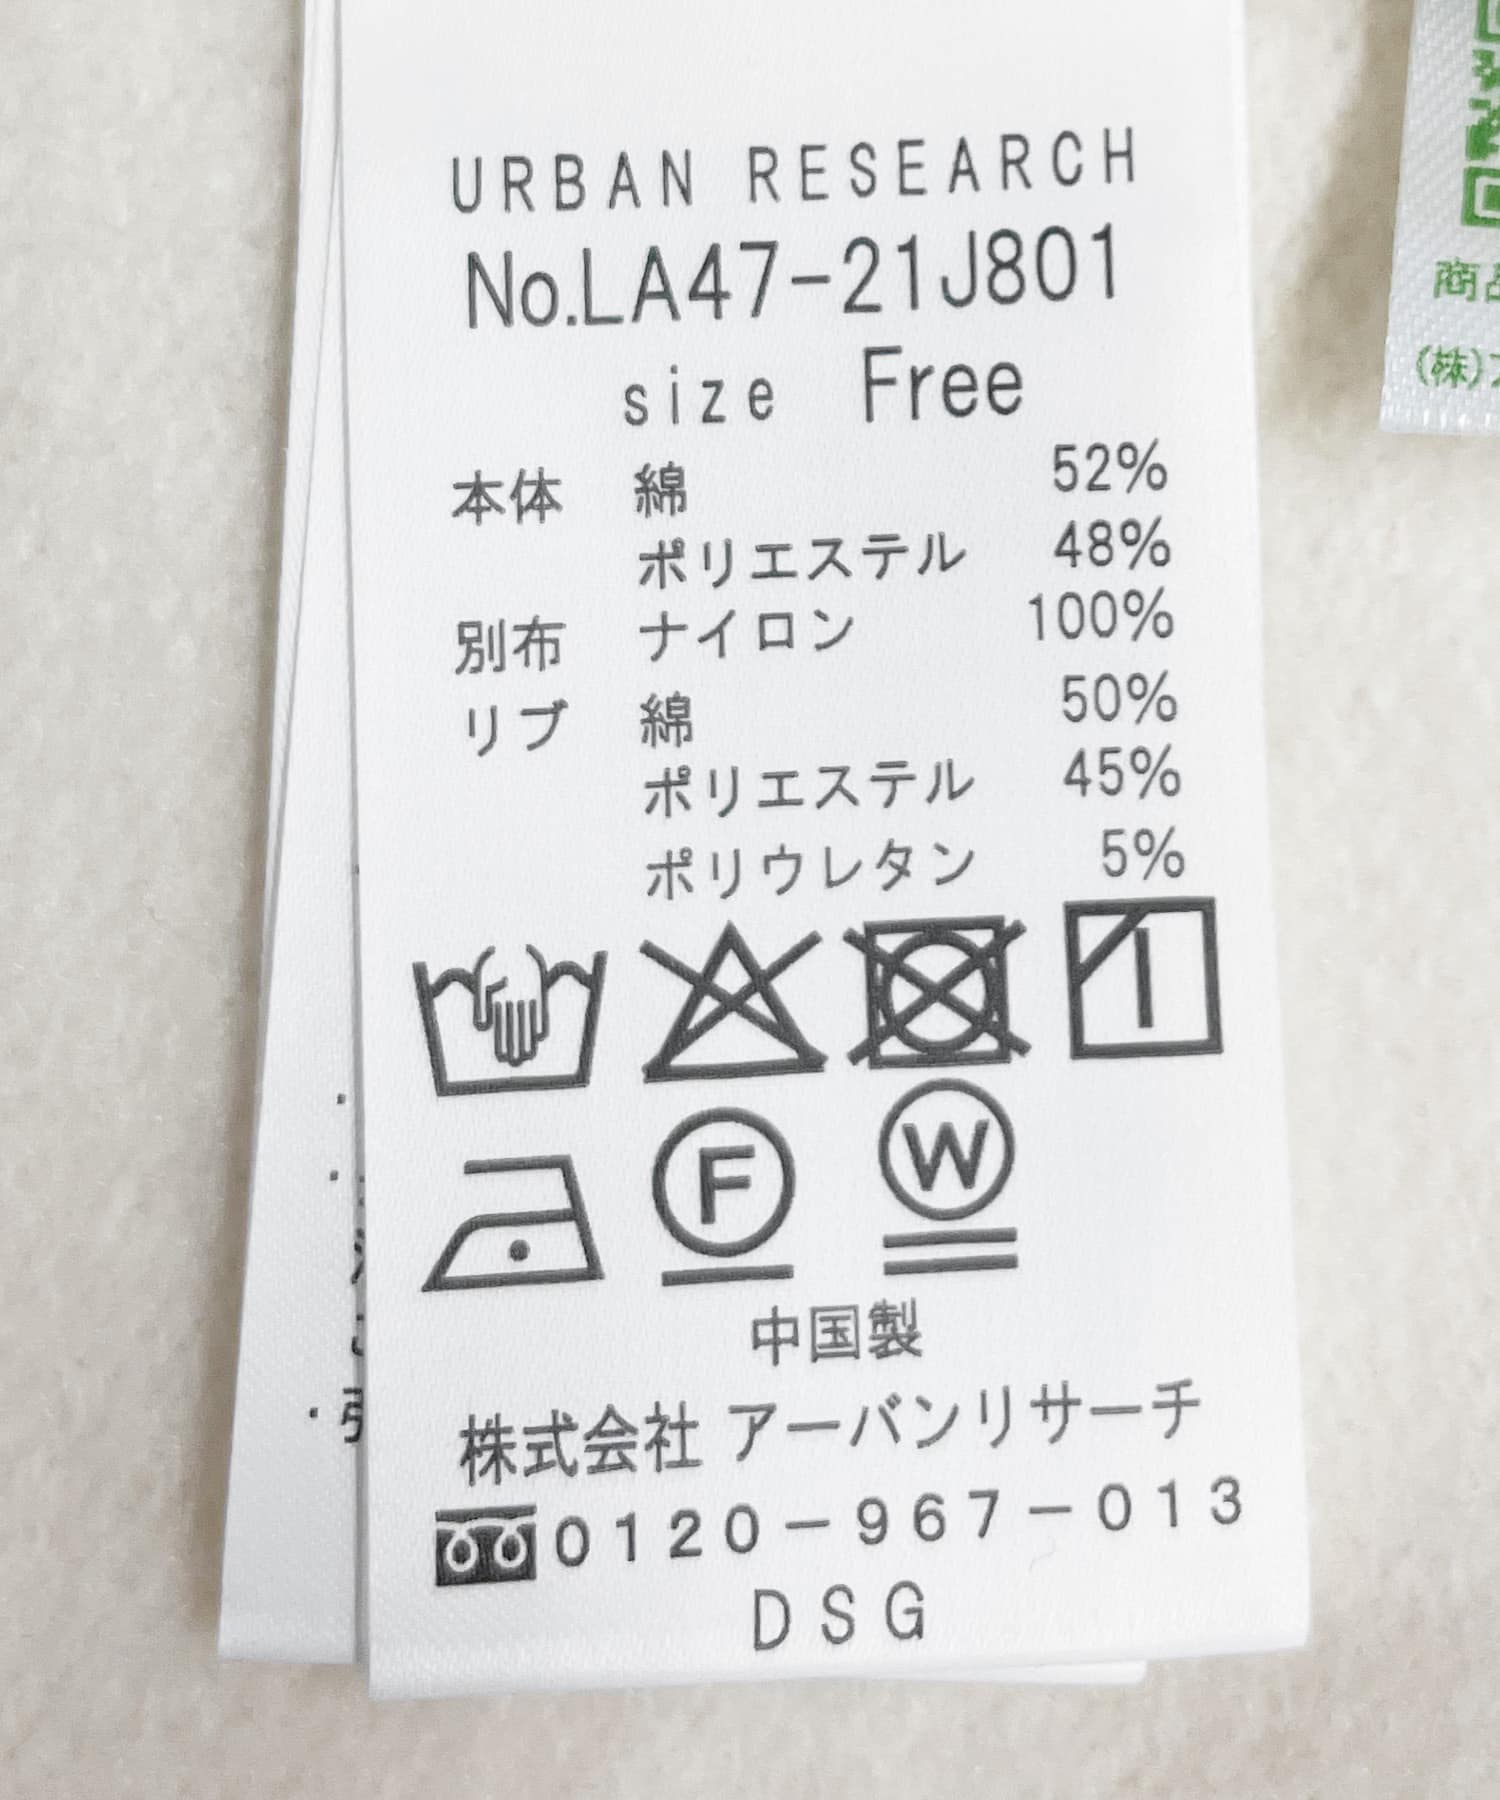 URBAN RESEARCH
No.LA47-21J801
size Free
本体 綿 52%
ポリエステル 48%
別布 ナイロン 100%
リブ 綿 50%
ポリエステル 45%
ポリウレタン 5%
F
W
中国製
株式会社 アーバンリサーチ
0120-967-013
DSG
商品
(株)